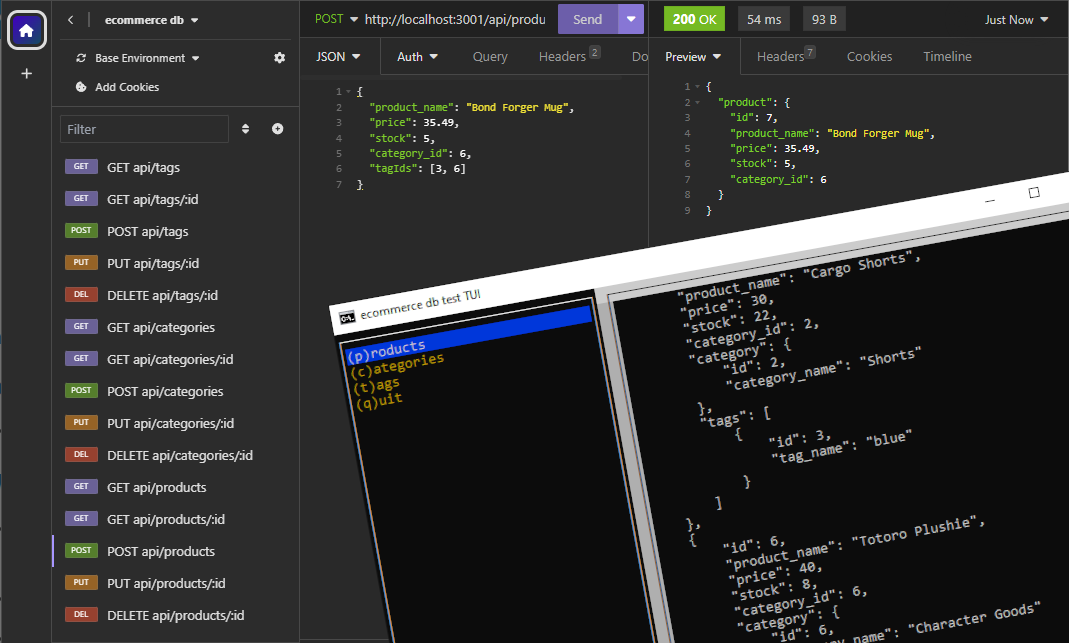 ecommerce db
Base Environment
Add Cookies
Filter
GET GET api/tags
GET GET api/tags/:id
POST POST api/tags
PUT PUT api/tags/:id
DEL DELETE api/tags/:id
GET GET api/categories
GET GET api/categories/:id
POST POST api/categories
PUT PUT api/categories/:id
DEL DELETE api/categories/:id
GET GET api/products
GET GET api/products/:id
POST POST api/products
PUT PUT api/products/:id
DEL DELETE api/products/:id
POST http://localhost:3001/api/produ Send
JSON Auth Query Headers 2 Do
1 {
2 "product_name": "Bond Forger Mug",
3 "price": 35.49,
4 "stock": 5,
5 "category_id": 6,
6 "tagIds": [3, 6]
7 }
200 OK 54 ms 93 B Just Now
Preview Headers 7 Cookies Timeline
1 {
2 "product": {
3 "id": 7,
4 "product_name": "Bond Forger Mug",
5 "price": 35.49,
6 "stock": 5,
7 "category_id": 6
8 }
9 }
ecommerce db test TUI
(p)roducts
(c)ategories
(t)ags
(q)uit
"product_name": "Cargo Shorts",
"price": 30,
"stock": 22,
"category_id": 2,
"category": {
"id": 2,
"category_name": "Shorts"
},
"tags": [
{
"id": 3,
"tag_name": "blue"
}
]
},
{
"id": 6,
"product_name": "Totoro Plushie",
"price": 40,
"stock": 8,
"category_id": 6,
"category": {
"id": 6,
"Character Goods"